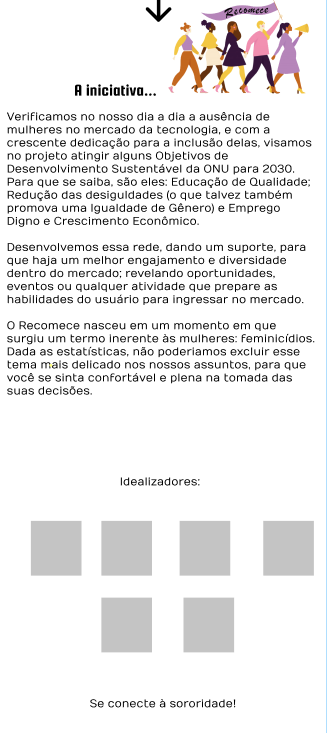 Recomece
A iniciativa...
Verificamos no nosso dia a dia a ausência de
mulheres no mercado da tecnologia, e com a
crescente dedicação para a inclusão delas, visamos
no projeto atingir alguns Objetivos de
Desenvolvimento Sustentável da ONU para 2030.
Para que se saiba, são eles: Educação de Qualidade;
Redução das desiguldades (o que talvez também
promova uma Igualdade de Gênero) e Emprego
Digno e Crescimento Econômico.
Desenvolvemos essa rede, dando um suporte, para
que haja um melhor engajamento e diversidade
dentro do mercado; revelando oportunidades,
eventos ou qualquer atividade que prepare as
habilidades do usuário para ingressar no mercado.
O Recomece nasceu em um momento em que
surgiu um termo inerente às mulheres: feminicídios.
Dada as estatísticas, não poderiamos excluir esse
tema mais delicado nos nossos assuntos, para que
você se sinta confortável e plena na tomada das
suas decisões.
Idealizadores:
Se conecte à sororidade!